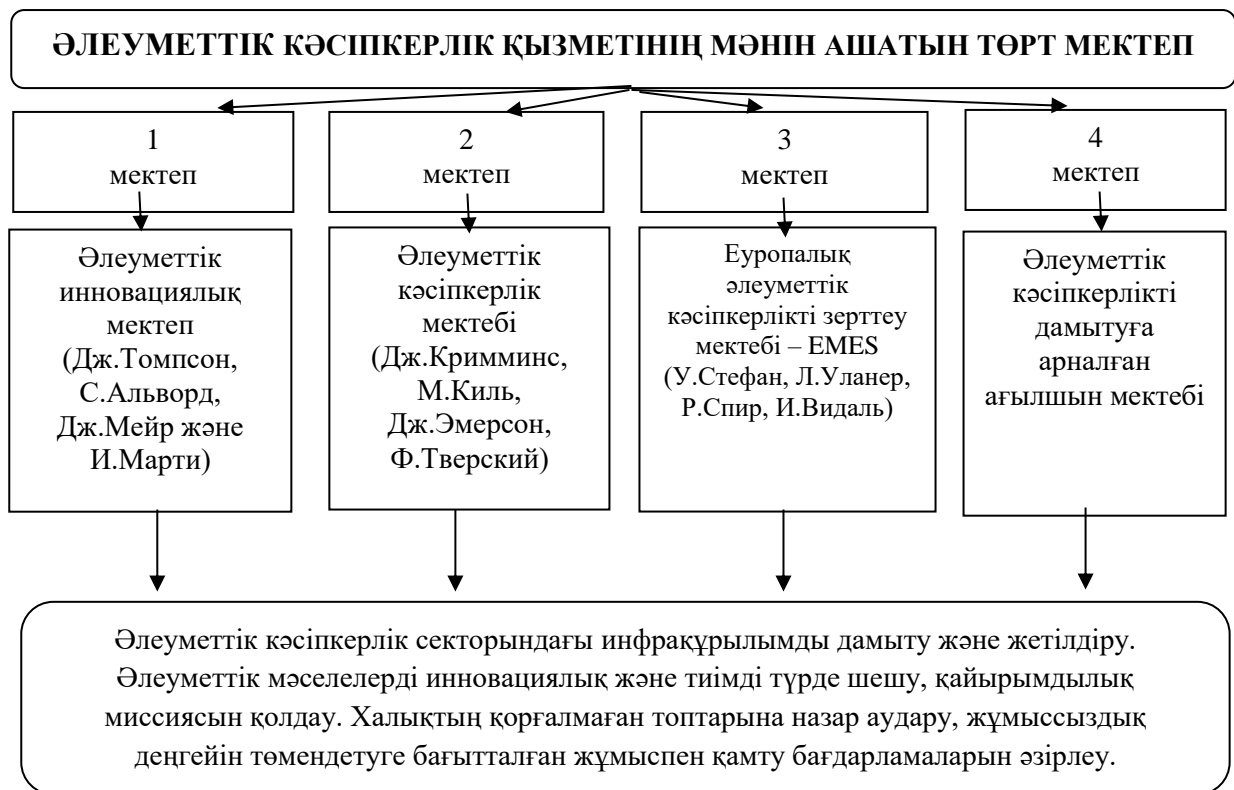 ӘЛЕУМЕТТІК КӘСІПКЕРЛІК ҚЫЗМЕТІНІҢ МӘНІН АШАТЫН ТӨРТ МЕКТЕП
1
мектеп
2
мектеп
3
мектеп
4
мектеп
Әлеуметтік
инновациялық
мектеп
(Дж.Томпсон,
С.Альворд,
Дж.Мейр және
И.Марти)
Әлеуметтік
кәсіпкерлік
мектебі
(Дж.Кримминс,
М.Киль,
Дж.Эмерсон,
Ф.Тверский)
Еуропалық
әлеуметтік
кәсіпкерлікті зерттеу
мектебі – EMES
(У.Стефан, Л.Уланер,
Р.Спир, И.Видаль)
Әлеуметтік
кәсіпкерлікті
дамытуға
арналған
ағылшын мектебі
Әлеуметтік кәсіпкерлік секторындағы инфрақұрылымды дамыту және жетілдіру.
Әлеуметтік мәселелерді инновациялық және тиімді түрде шешу, қайырымдылық
миссиясын қолдау. Халықтың қорғалмаған топтарына назар аудару, жұмыссыздық
деңгейін төмендетуге бағытталған жұмыспен қамту бағдарламаларын әзірлеу.